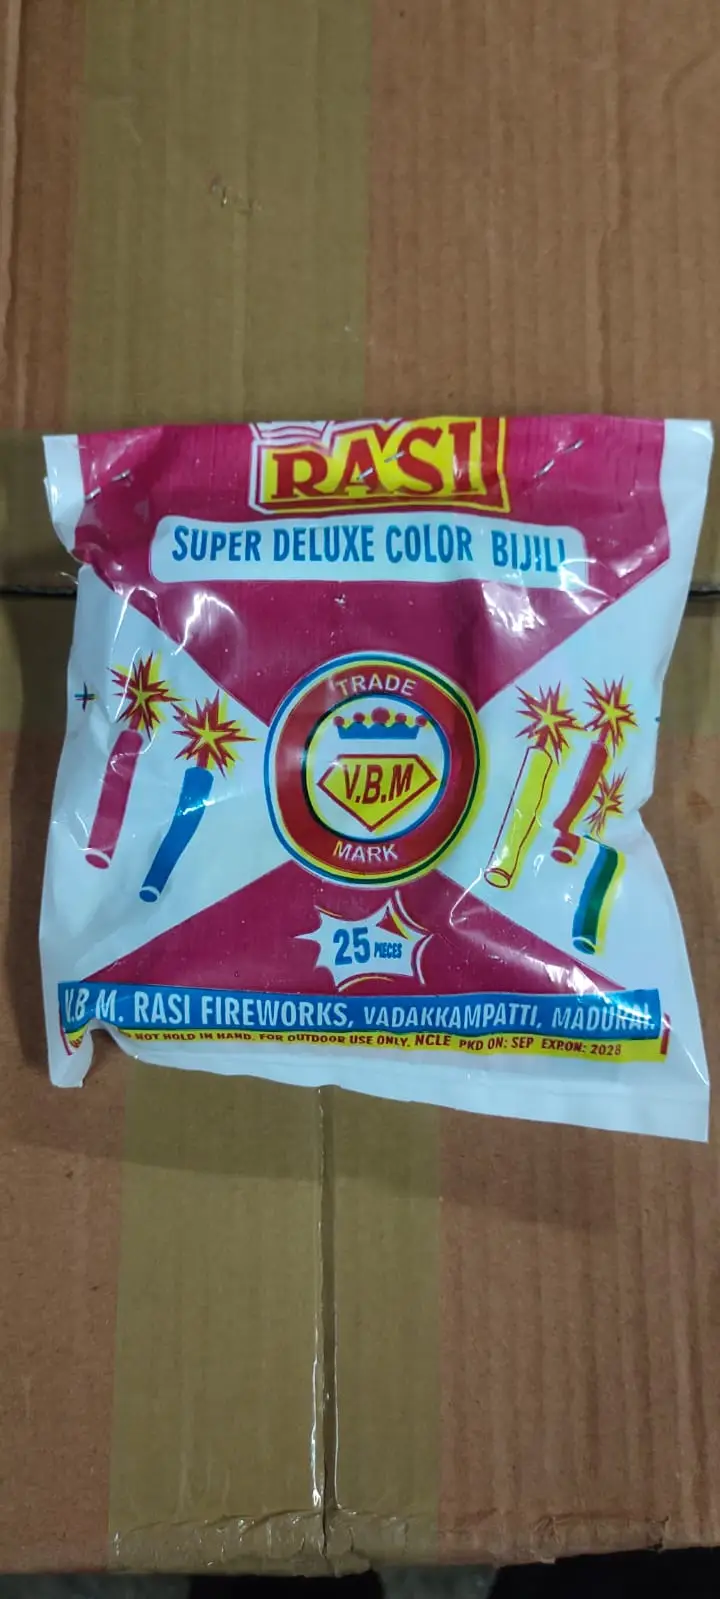 RASI
SUPER DELUXE COLOR BIJILI
TRADE
V.B.M
MARK
25 PIECES
V.B M. RASI FIREWORKS, VADAKKAMPATTI, MADURAI.
NOT HOLD IN HAND. FOR OUTDOOR USE ONLY. NCLE PKD ON: SEP EXP.ON: 2028